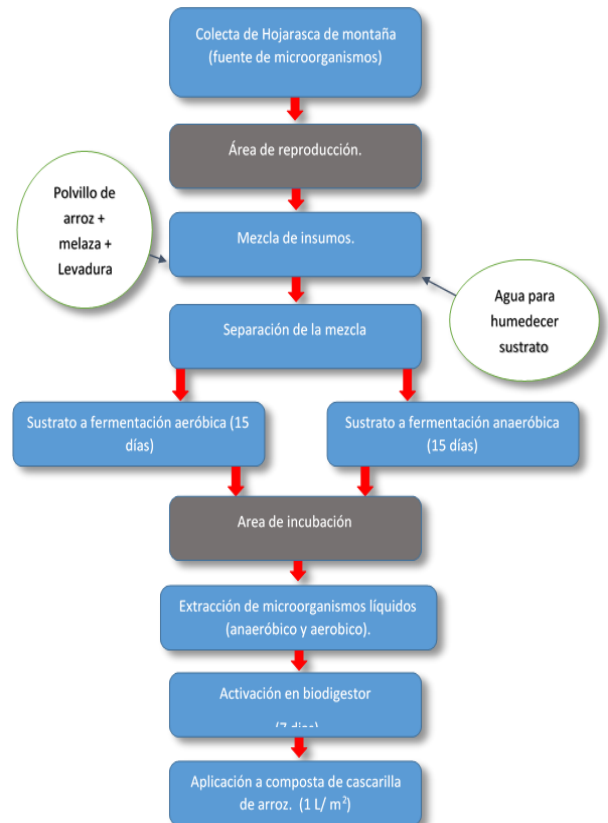 Colecta de Hojarasca de montaña
(fuente de microorganismos)
Área de reproducción.
Polvillo de
arroz +
melaza +
Levadura
Mezcla de insumos.
Agua para
humedecer
sustrato
Separación de la mezcla
Sustrato a fermentación aeróbica (15
días)
Sustrato a fermentación anaeróbica
(15 días)
Area de incubación
Extracción de microorganismos líquidos
(anaeróbico y aerobico).
Activación en biodigestor
(7 dias)
Aplicación a composta de cascarilla
de arroz. (1 L/ m²)